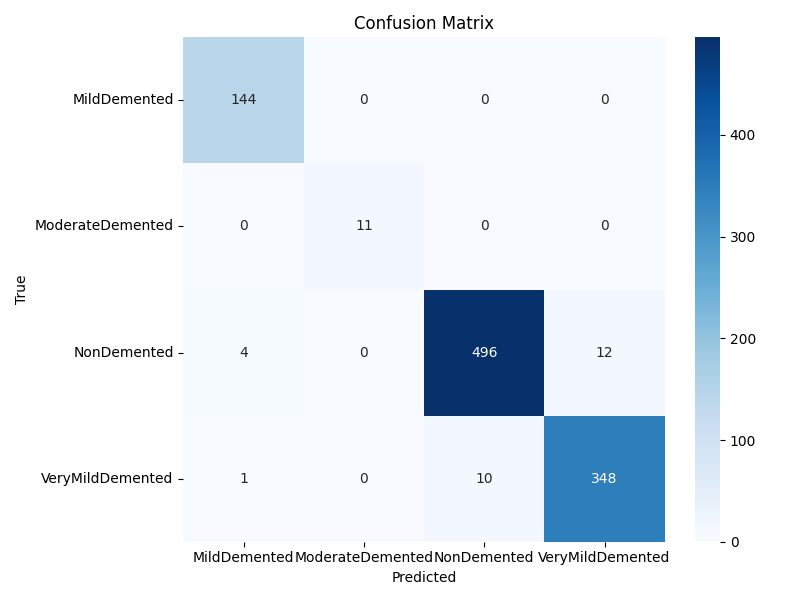 Confusion Matrix
MildDemented 144 0 0 0
ModerateDemented 0 11 0 0
NonDemented 4 0 496 12
VeryMildDemented 1 0 10 348
MildDemented ModerateDemented NonDemented VeryMildDemented
Predicted
True
400
300
200
100
0